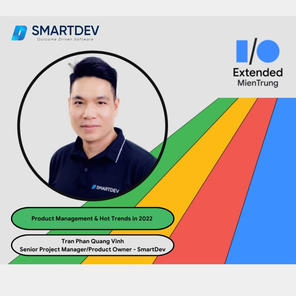 SMARTDEV
Outcome Driven Software
I/O
Extended
MienTrung
SMARTDEV
Product Management & Hot Trends in 2022
Tran Phan Quang Vinh
Senior Project Manager/Product Owner - SmartDev